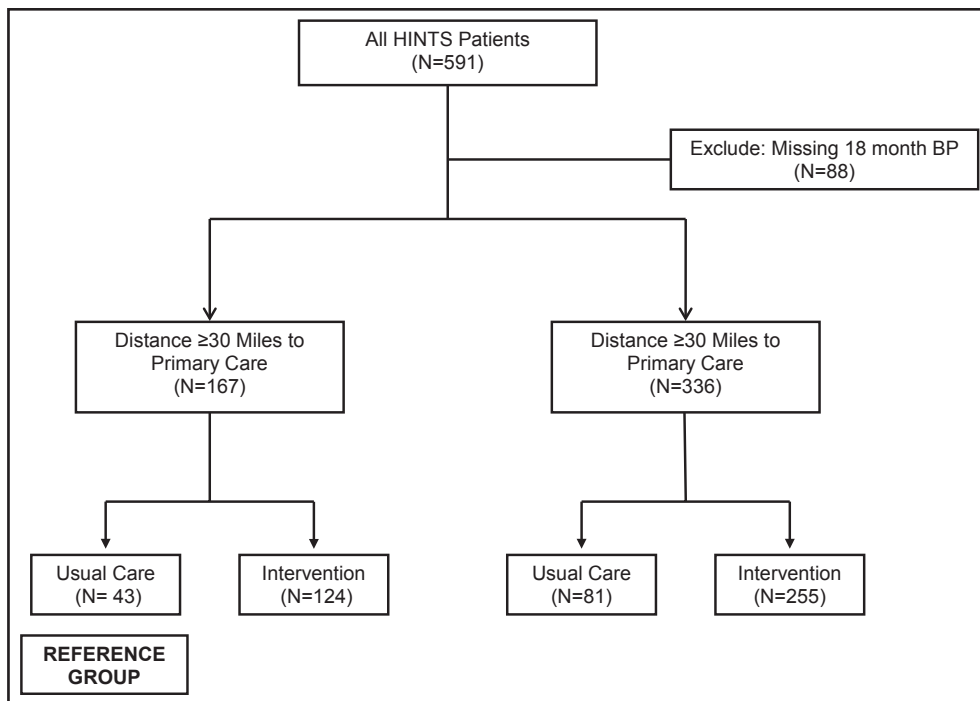 All HINTS Patients
(N=591)
Exclude: Missing 18 month BP
(N=88)
Distance ≥30 Miles to
Primary Care
(N=167)
Distance ≥30 Miles to
Primary Care
(N=336)
Usual Care
(N= 43)
Intervention
(N=124)
Usual Care
(N=81)
Intervention
(N=255)
REFERENCE
GROUP